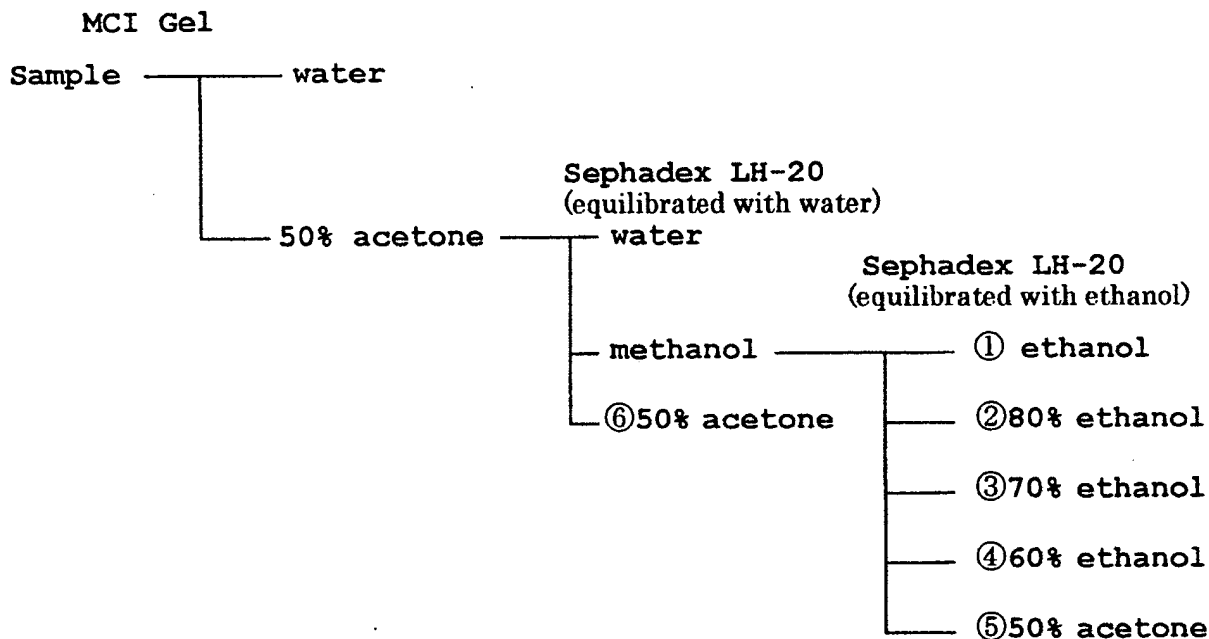 MCI Gel
Sample
water
Sephadex LH-20
(equilibrated with water)
50% acetone
water
Sephadex LH-20
(equilibrated with ethanol)
methanol
① ethanol
⑥50% acetone
②80% ethanol
③70% ethanol
④60% ethanol
⑤50% acetone